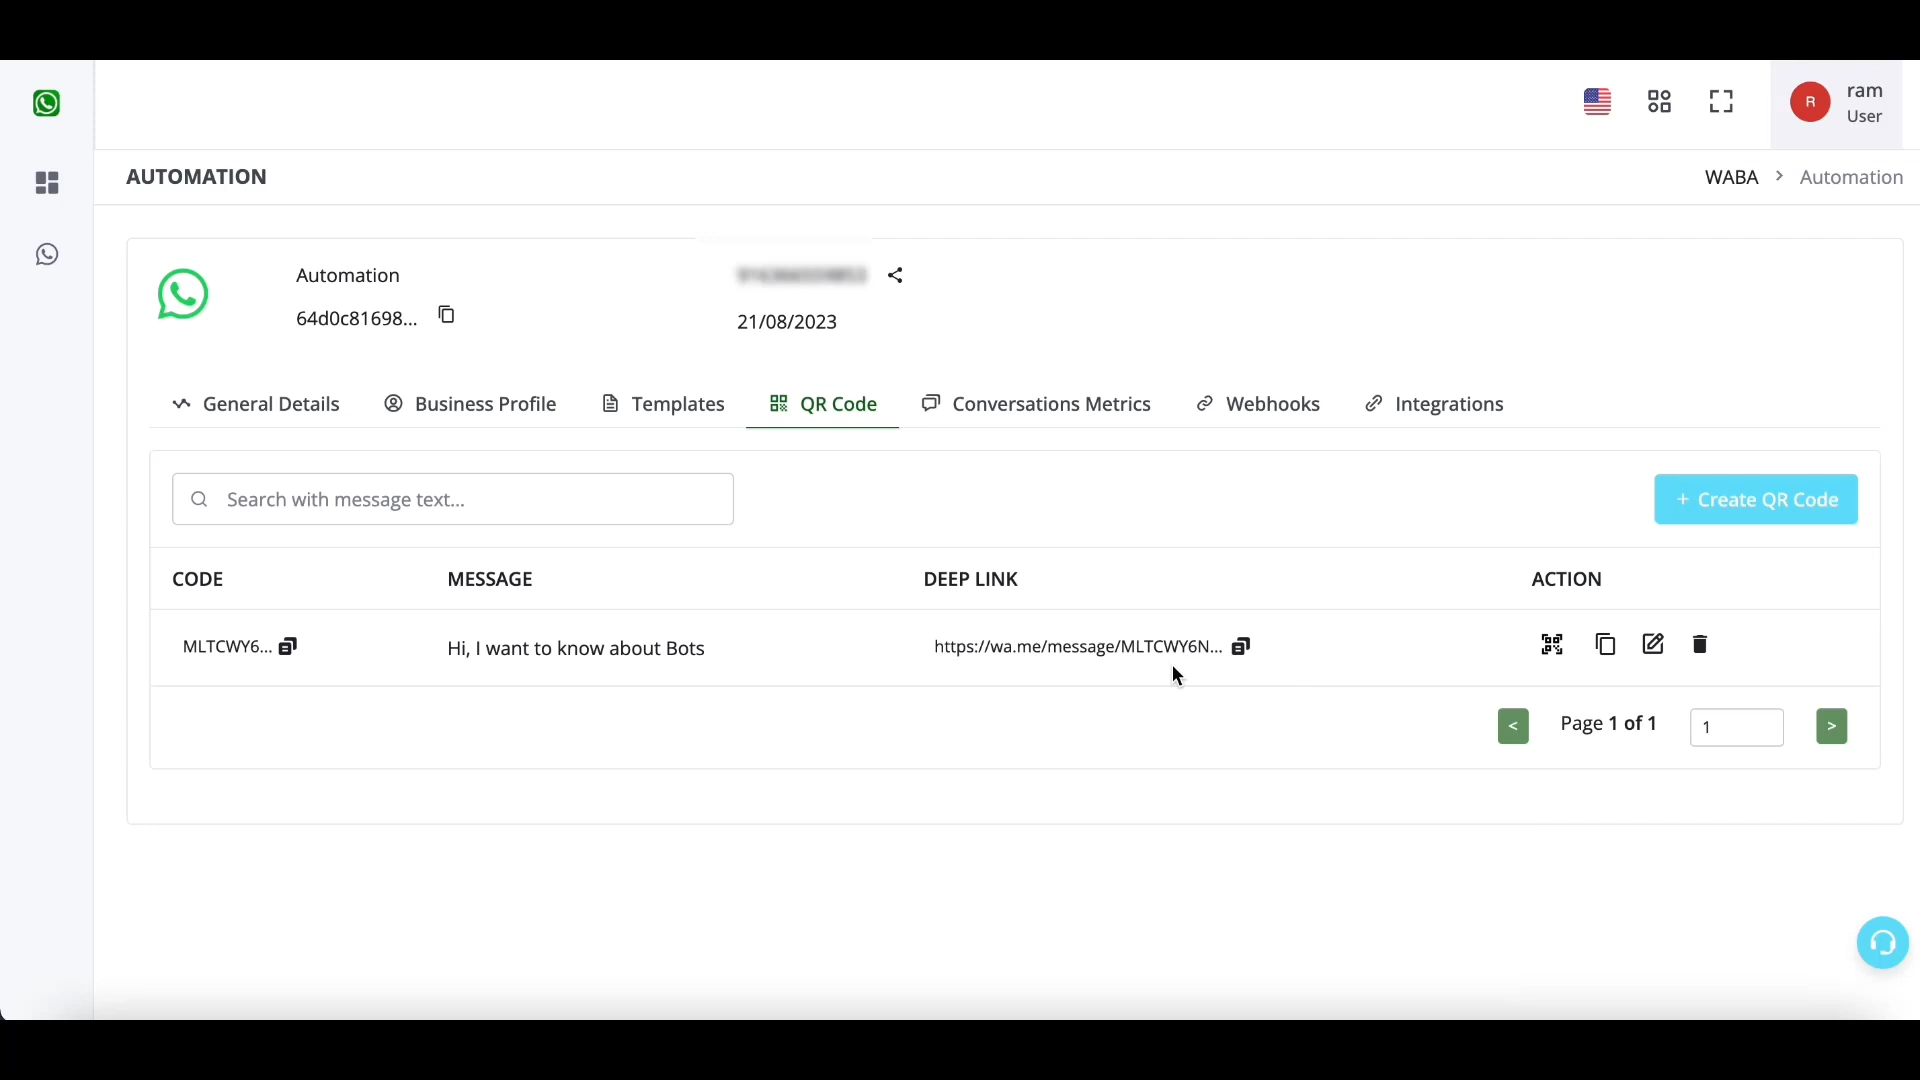 R
ram
User
AUTOMATION
WABA > Automation
Automation
64d0c81698...
21/08/2023
General Details
Business Profile
Templates
QR Code
Conversations Metrics
Webhooks
Integrations
Search with message text...
+ Create QR Code
CODE
MESSAGE
DEEP LINK
ACTION
MLTCWY6...
Hi, I want to know about Bots
https://wa.me/message/MLTCWY6N...
<
Page 1 of 1
1
>